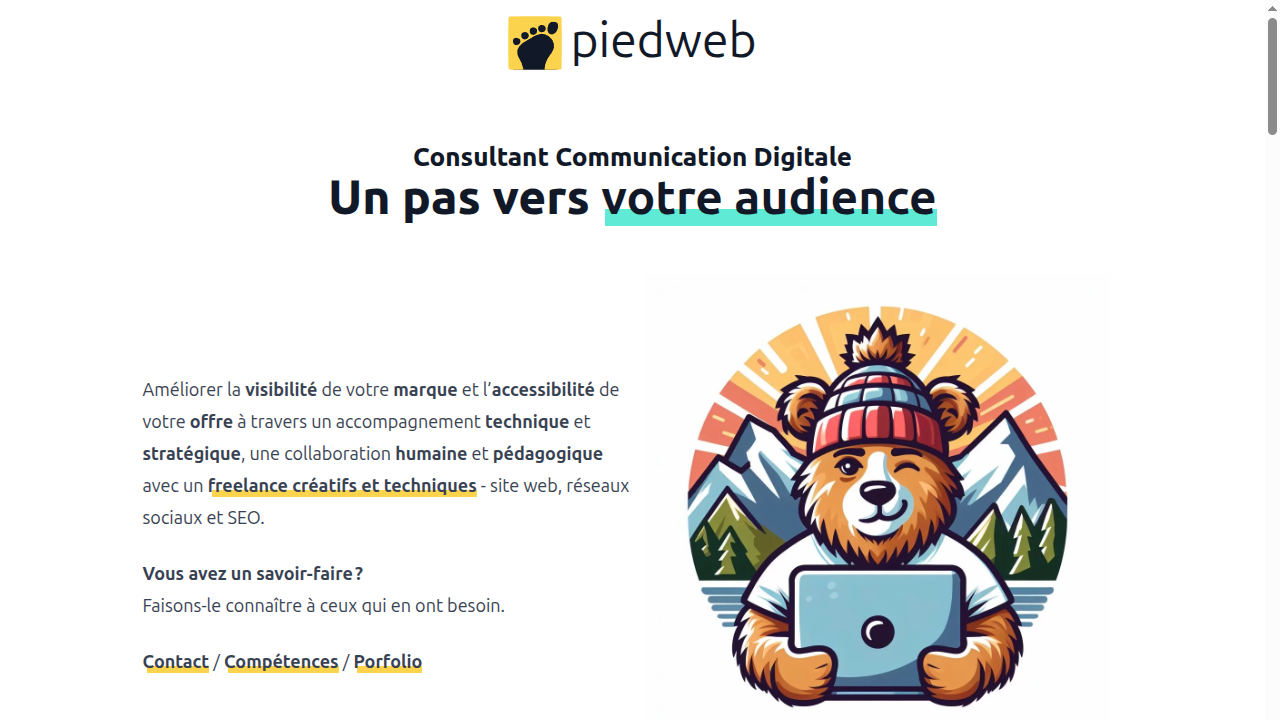 piedweb
Consultant Communication Digitale
Un pas vers votre audience
Améliorer la visibilité de votre marque et l’accessibilité de
votre offre à travers un accompagnement technique et
stratégique, une collaboration humaine et pédagogique
avec un freelance créatifs et techniques - site web, réseaux
sociaux et SEO.
Vous avez un savoir-faire ?
Faisons-le connaître à ceux qui en ont besoin.
Contact / Compétences / Porfolio